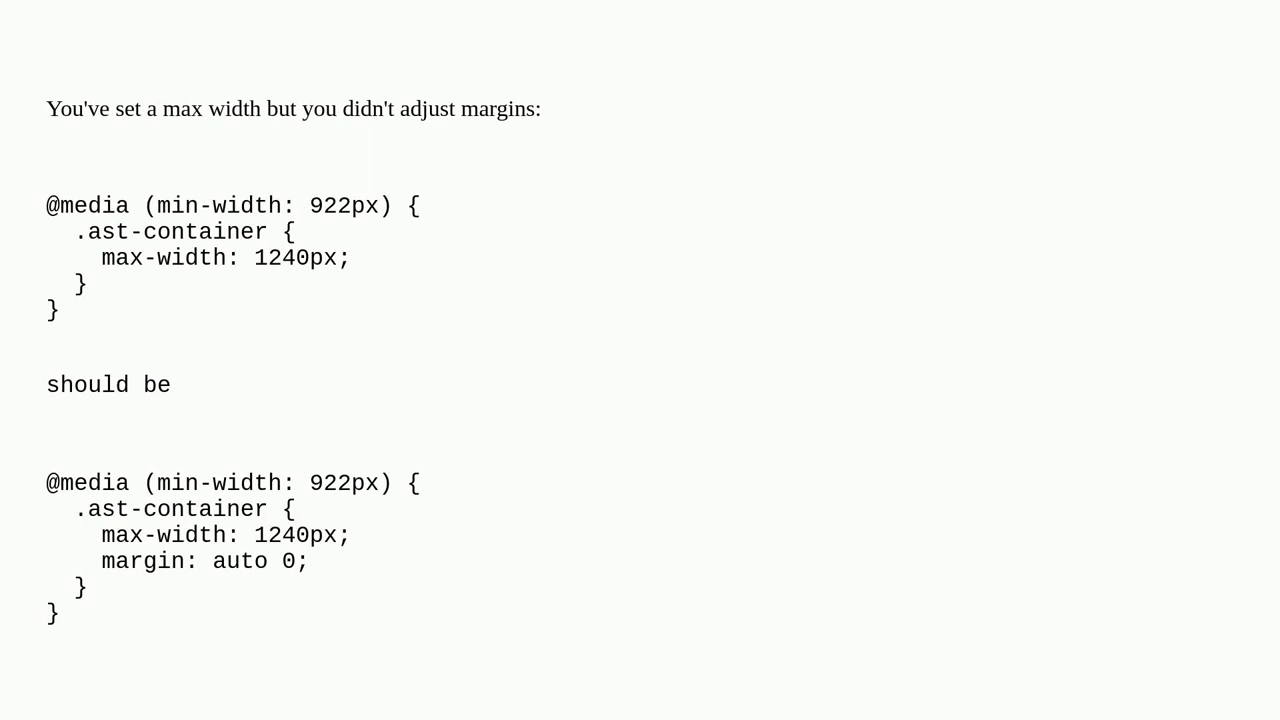 You've set a max width but you didn't adjust margins:
@media (min-width: 922px) {
  .ast-container {
    max-width: 1240px;
  }
}
should be
@media (min-width: 922px) {
  .ast-container {
    max-width: 1240px;
    margin: auto 0;
  }
}